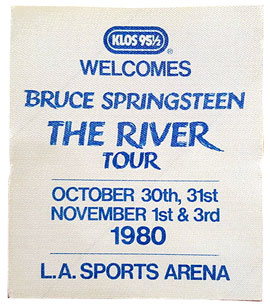 KLOS 95½
®
WELCOMES
BRUCE SPRINGSTEEN
THE RIVER
TOUR
OCTOBER 30th, 31st
NOVEMBER 1st & 3rd
1980
L.A. SPORTS ARENA